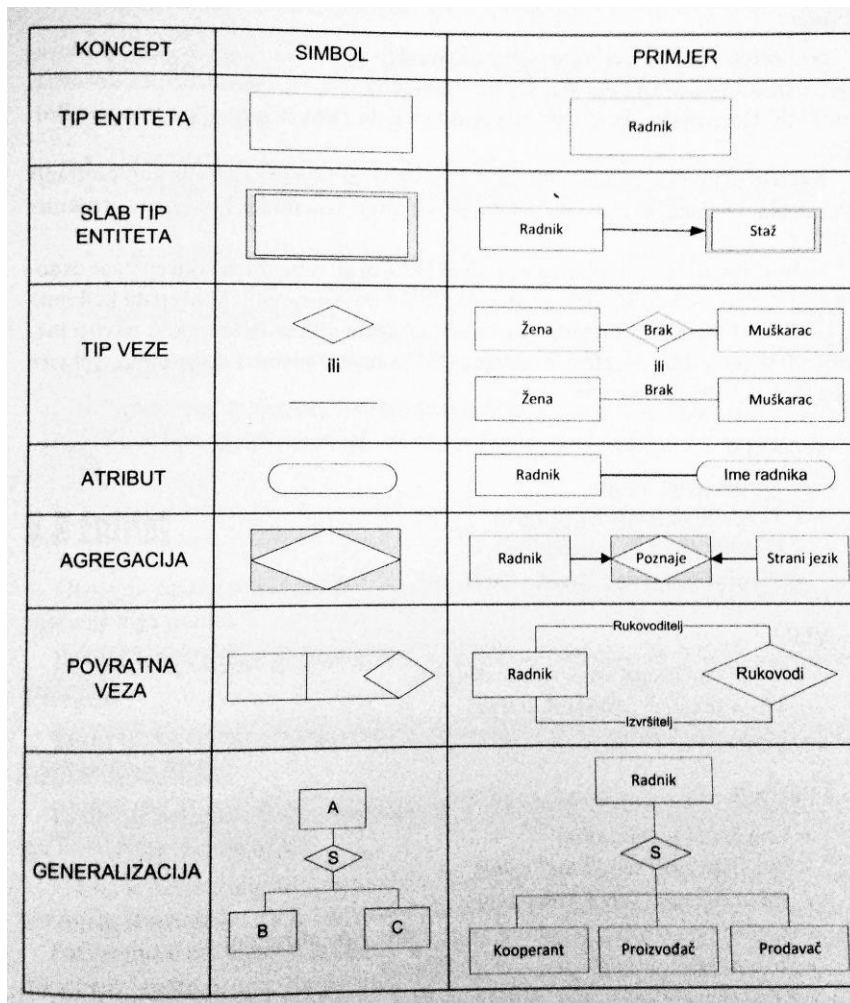 KONCEPT SIMBOL PRIMJER
TIP ENTITETA Radnik
SLAB TIP
ENTITETA Radnik Staž
TIP VEZE
ili
Žena Brak Muškarac
ili
Žena Brak Muškarac
ATRIBUT Radnik Ime radnika
AGREGACIJA Radnik Poznaje Strani jezik
POVRATNA
VEZA
Rukovoditelj
Radnik Rukovodi
Izvršitelj
GENERALIZACIJA
A
S
B C
Radnik
S
Kooperant Proizvođač Prodavač